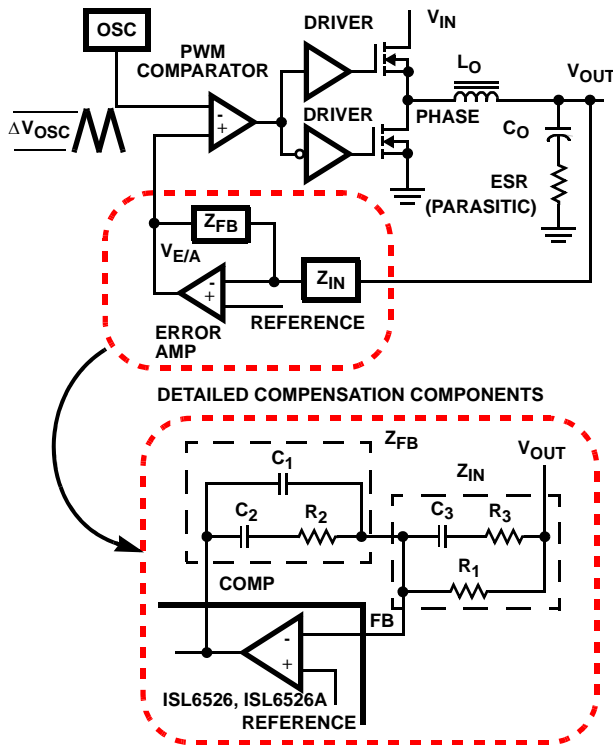 OSC
PWM
COMPARATOR
DRIVER
DRIVER
VIN
LO
VOUT
PHASE
CO
ESR
(PARASITIC)
ΔVOSC
-
+
ZFB
VE/A
ZIN
-
+
REFERENCE
ERROR
AMP
DETAILED COMPENSATION COMPONENTS
ZFB
C1
C2
R2
ZIN
VOUT
C3
R3
R1
COMP
FB
-
+
ISL6526, ISL6526A
REFERENCE